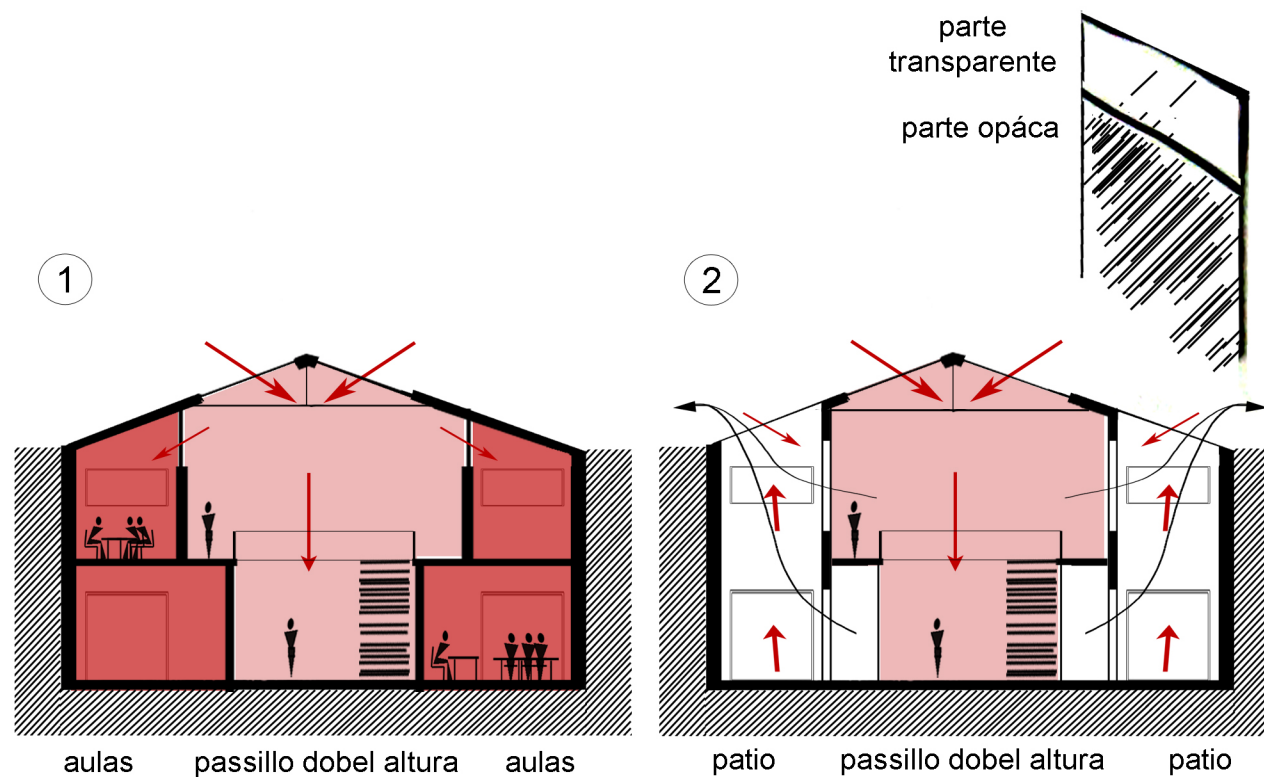 parte
transparente
parte opáca
1
2
aulas
passillo dobel altura
aulas
patio
passillo dobel altura
patio